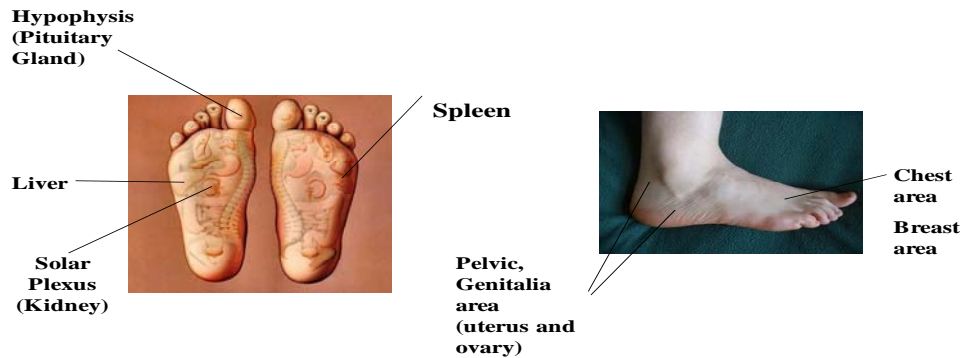 Hypophysis
(Pituitary
Gland)
Spleen
Liver
Solar
Plexus
(Kidney)
Chest
area
Breast
area
Pelvic,
Genitalia
area
(uterus and
ovary)